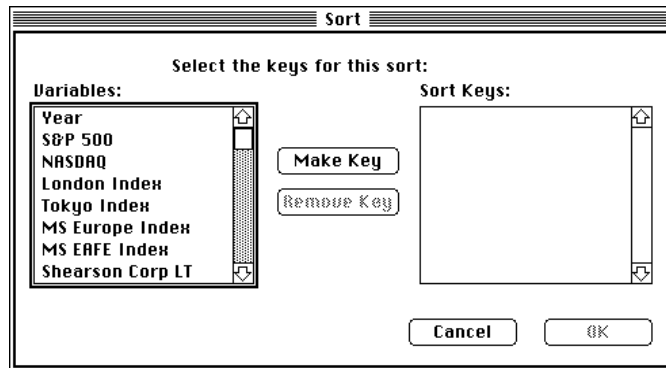 Sort
Select the keys for this sort:
Variables:
Sort Keys:
Year
S&P 500
NASDAQ
London Index
Tokyo Index
MS Europe Index
MS EAFE Index
Shearson Corp LT
Make Key
Remove Key
Cancel
OK